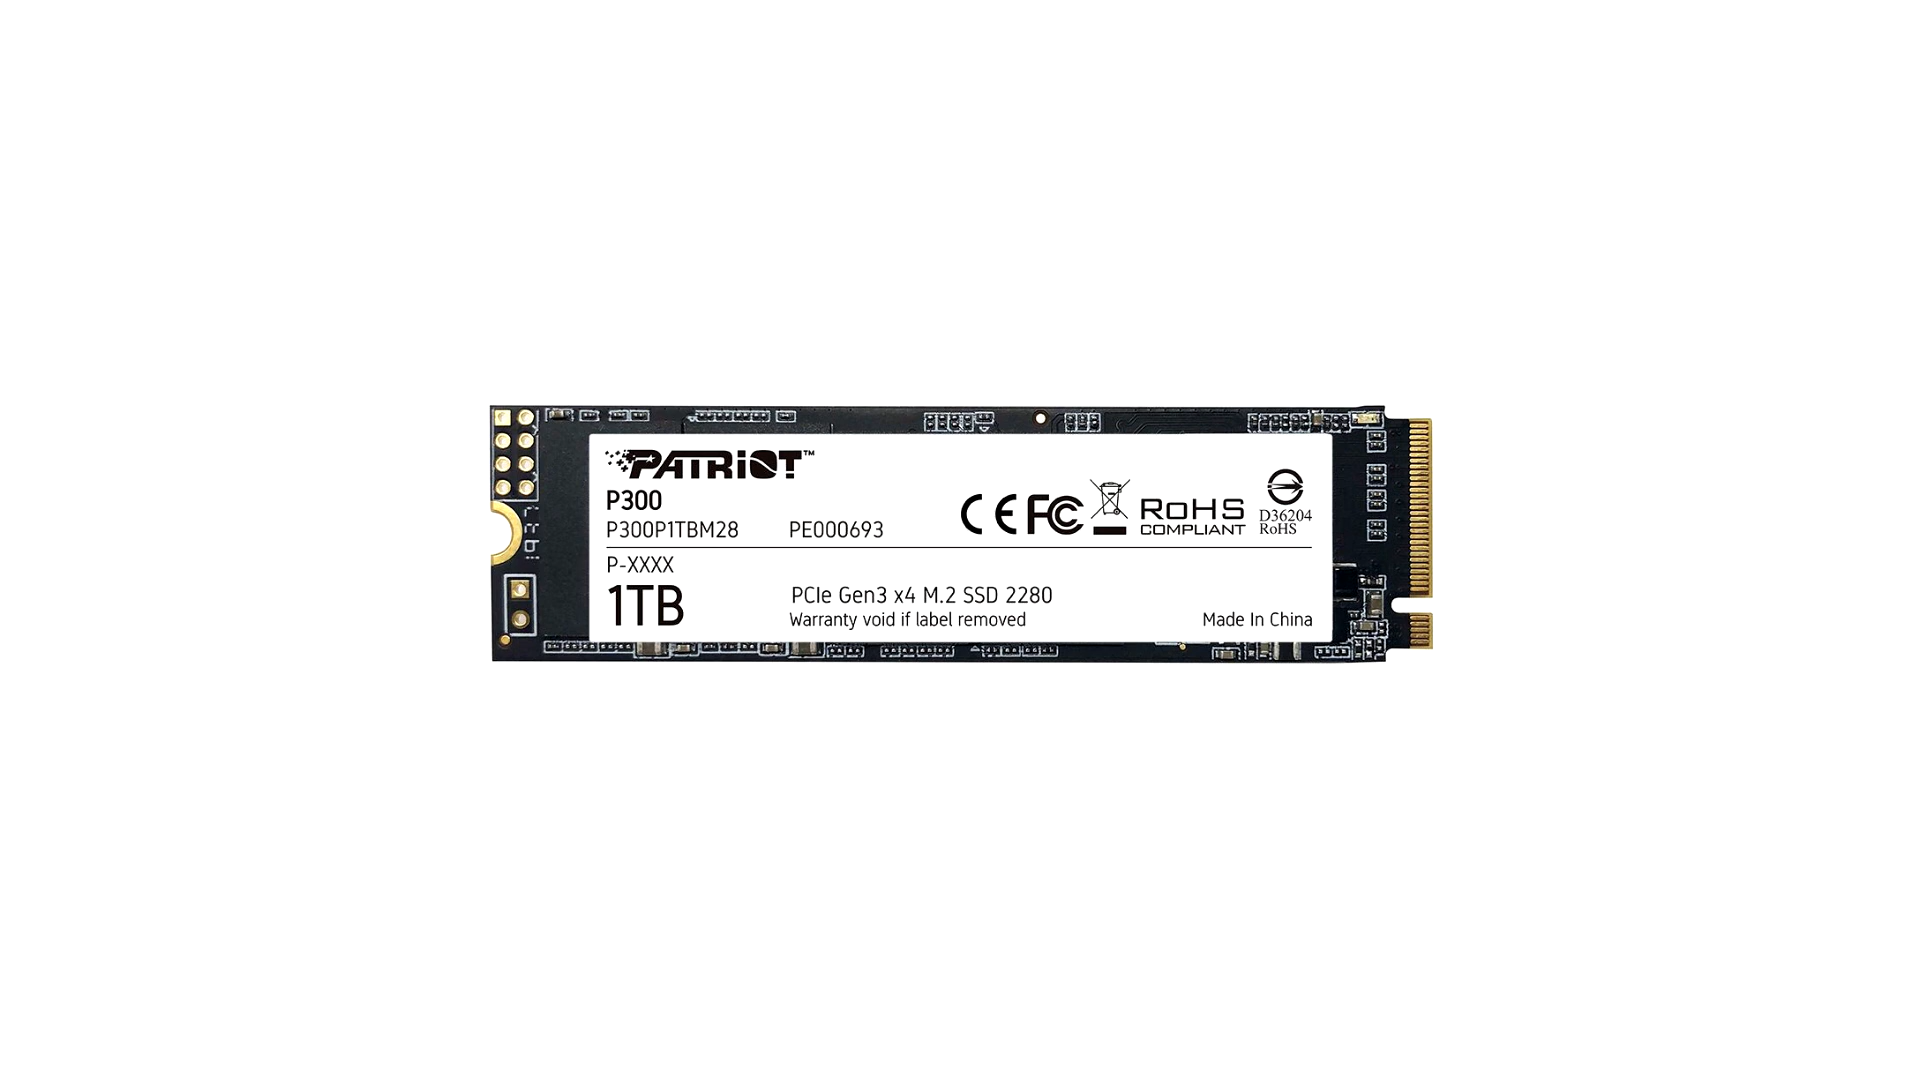 PATRIOT™
P300
P300P1TBM28 PE000693
CE FC RoHS COMPLIANT D36204 RoHS
P-XXXX
1TB
PCIe Gen3 x4 M.2 SSD 2280
Warranty void if label removed
Made In China